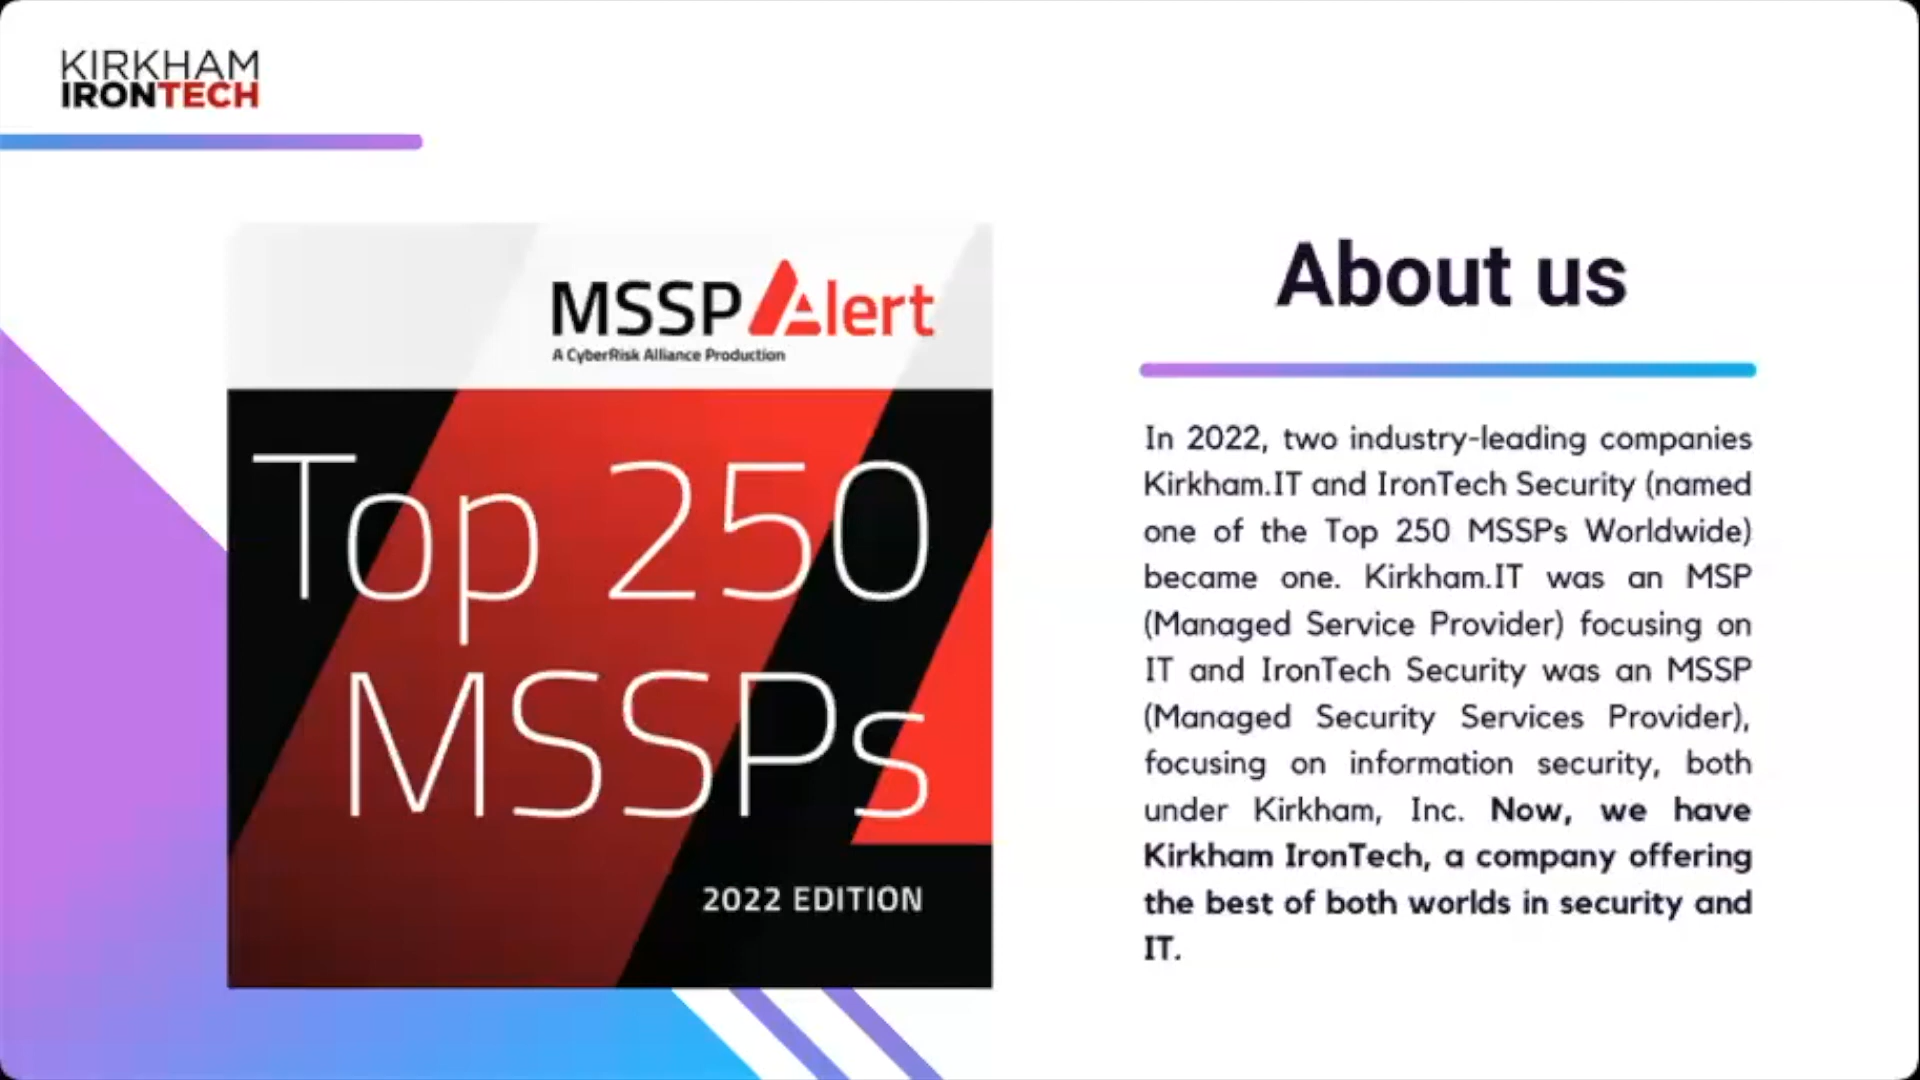 KIRKHAM
IRONTECH
MSSP Alert
A CyberRisk Alliance Production
Top 250
MSSPs
2022 EDITION
About us
In 2022, two industry-leading companies
Kirkham.IT and IronTech Security (named
one of the Top 250 MSSPs Worldwide)
became one. Kirkham.IT was an MSP
(Managed Service Provider) focusing on
IT and IronTech Security was an MSSP
(Managed Security Services Provider),
focusing on information security, both
under Kirkham, Inc. Now, we have
Kirkham IronTech, a company offering
the best of both worlds in security and
IT.